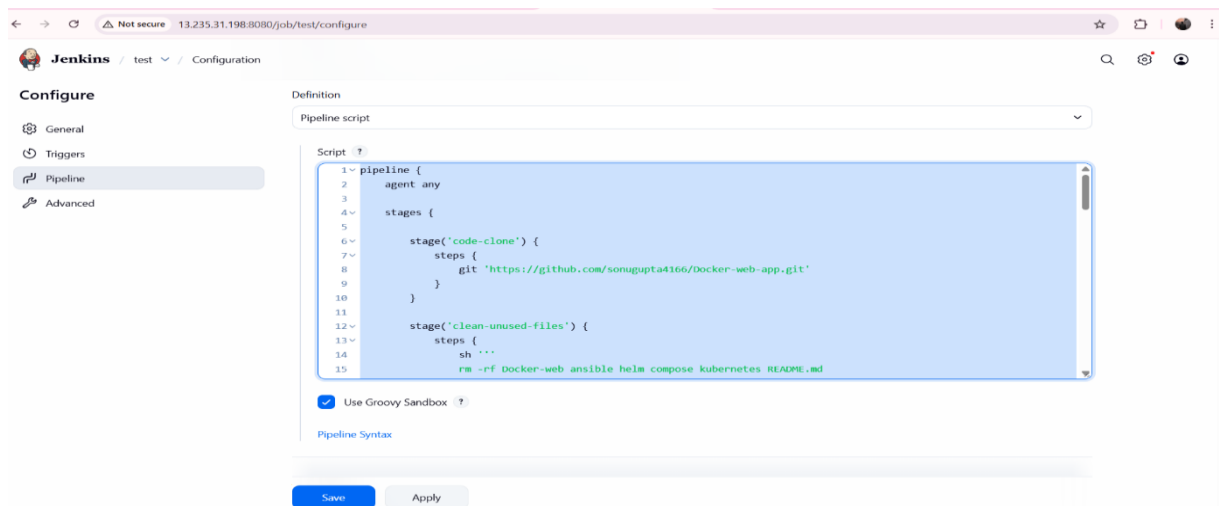 Not secure 13.235.31.198:8080/job/test/configure
Jenkins / test / Configuration
Configure
General
Triggers
Pipeline
Advanced
Definition
Pipeline script
Script ?
1 pipeline {
2 agent any
3
4 stages {
5
6 stage('code-clone') {
7 steps {
8 git 'https://github.com/sonugupta4166/Docker-web-app.git'
9 }
10 }
11
12 stage('clean-unused-files') {
13 steps {
14 sh '''
15 rm -rf Docker-web ansible helm compose kubernetes README.md
Use Groovy Sandbox ?
Pipeline Syntax
Save Apply